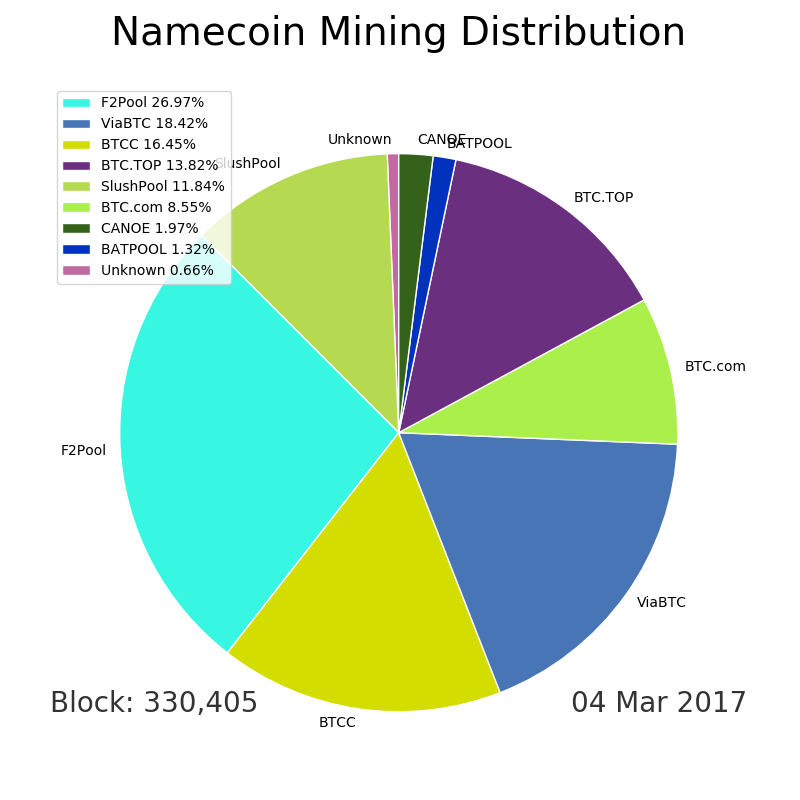 Namecoin Mining Distribution
F2Pool 26.97%
ViaBTC 18.42%
BTCC 16.45%
BTC.TOP 13.82%
SlushPool 11.84%
BTC.com 8.55%
CANOE 1.97%
BATPOOL 1.32%
Unknown 0.66%
SlushPool
Unknown
CANOE
BATPOOL
BTC.TOP
BTC.com
F2Pool
ViaBTC
BTCC
Block: 330,405
04 Mar 2017